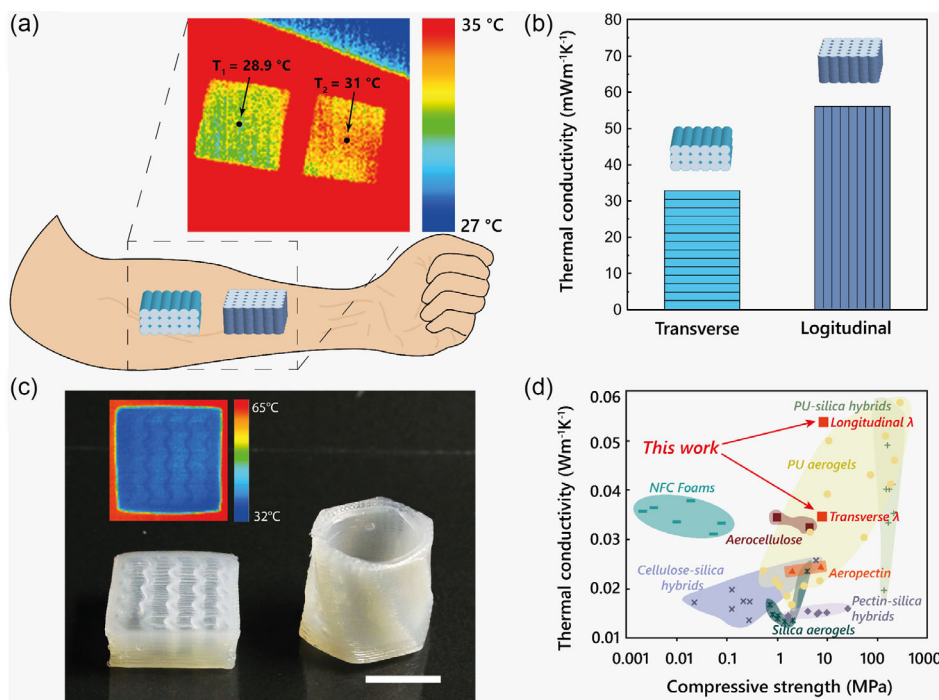 (a)
35 °C
T1 = 28.9 °C
T2 = 31 °C
27 °C
(b)
Thermal conductivity (mWm-1K-1)
80
70
60
50
40
30
20
10
0
Transverse
Logitudinal
(c)
65°C
32°C
(d)
Thermal conductivity (Wm-1K-1)
0.06
0.05
0.04
0.03
0.02
0.01
PU-silica hybrids
Longitudinal λ
This work
PU aerogels
NFC Foams
Transverse λ
Aerocellulose
Cellulose-silica
hybrids
Aeropectin
Pectin-silica
hybrids
Silica aerogels
0.001
0.01
0.1
1
10
100
1000
Compressive strength (MPa)